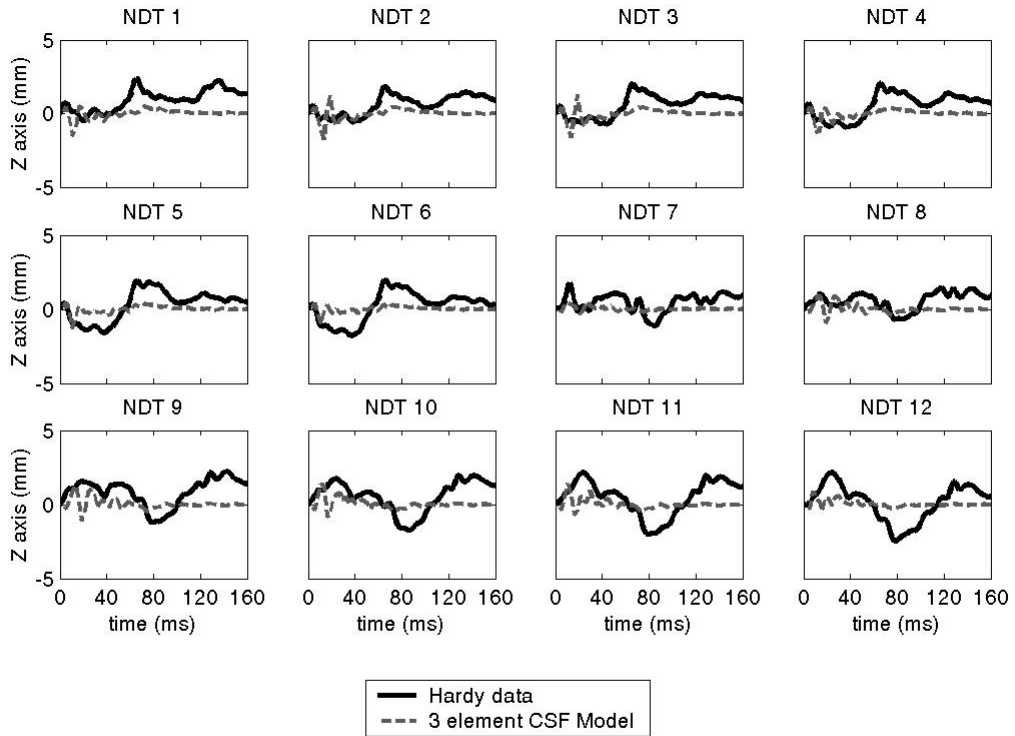 NDT 1 NDT 2 NDT 3 NDT 4
5
Z axis (mm)
0
-5
NDT 5 NDT 6 NDT 7 NDT 8
5
Z axis (mm)
0
-5
NDT 9 NDT 10 NDT 11 NDT 12
5
Z axis (mm)
0
-5
0 40 80 120 160 0 40 80 120 160 0 40 80 120 160 0 40 80 120 160
time (ms) time (ms) time (ms) time (ms)
Hardy data
3 element CSF Model